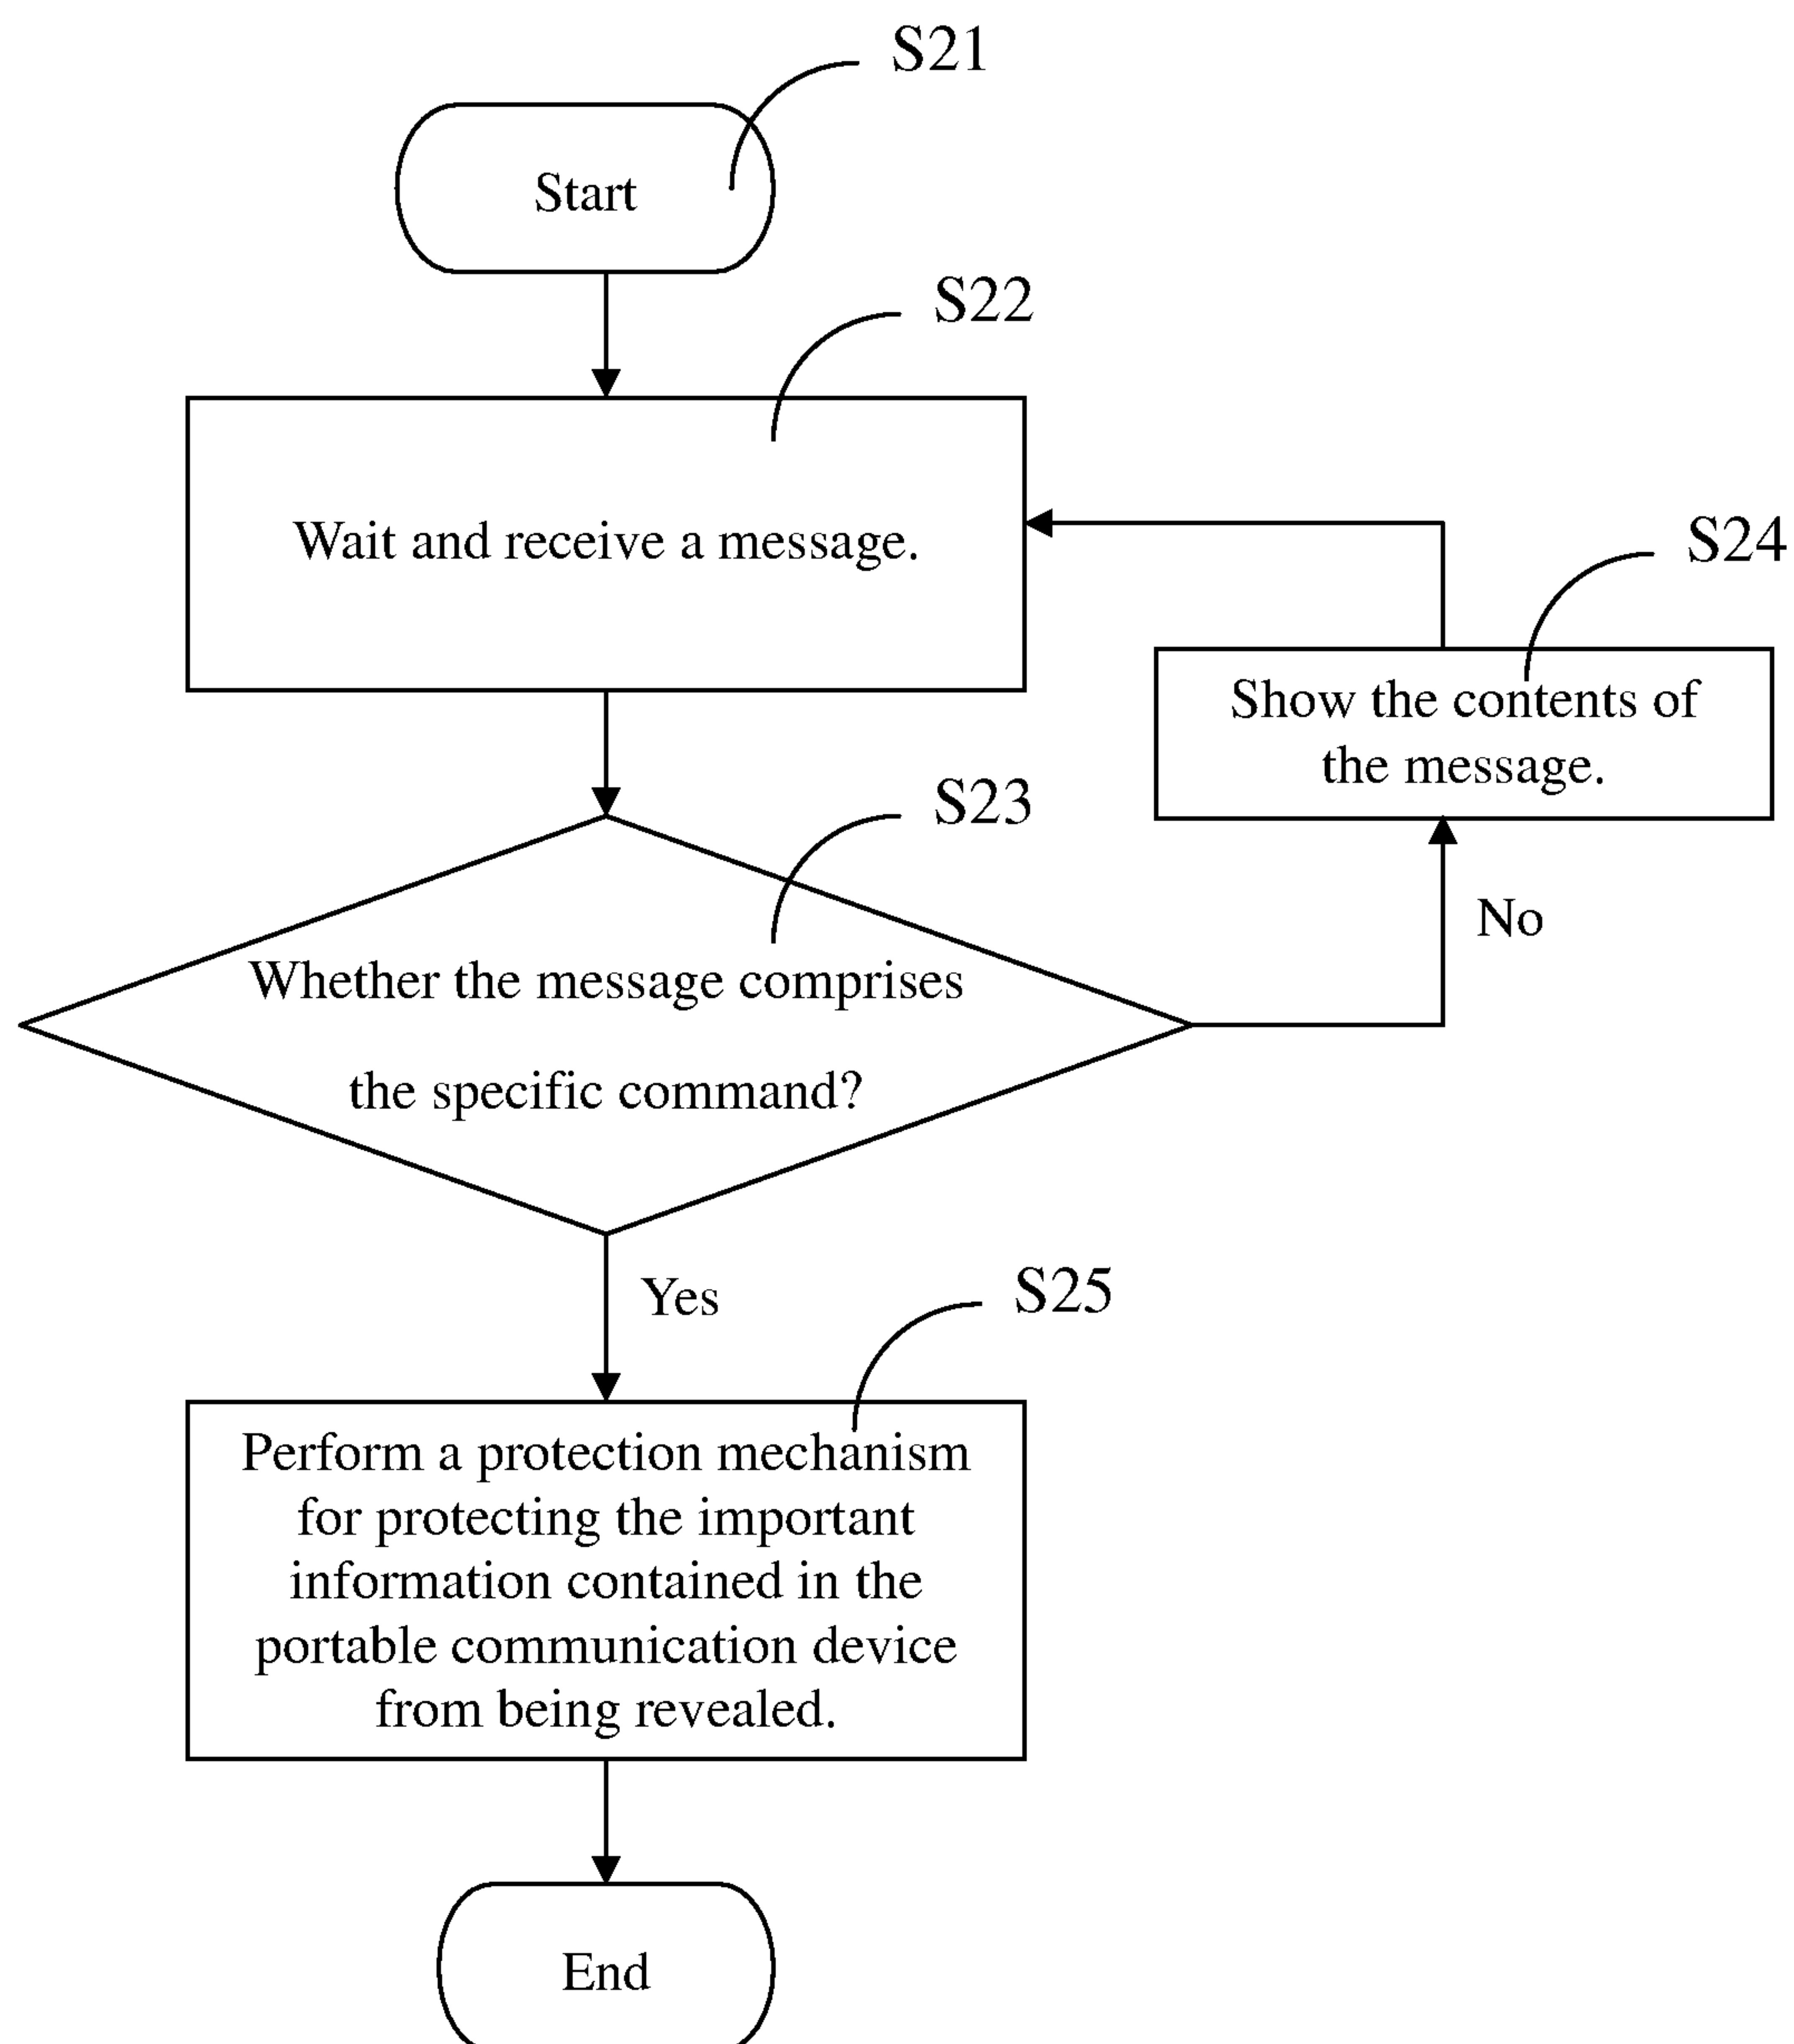 S21
Start
S22
Wait and receive a message.
S24
Show the contents of
the message.
S23
No
Whether the message comprises
the specific command?
Yes
S25
Perform a protection mechanism
for protecting the important
information contained in the
portable communication device
from being revealed.
End